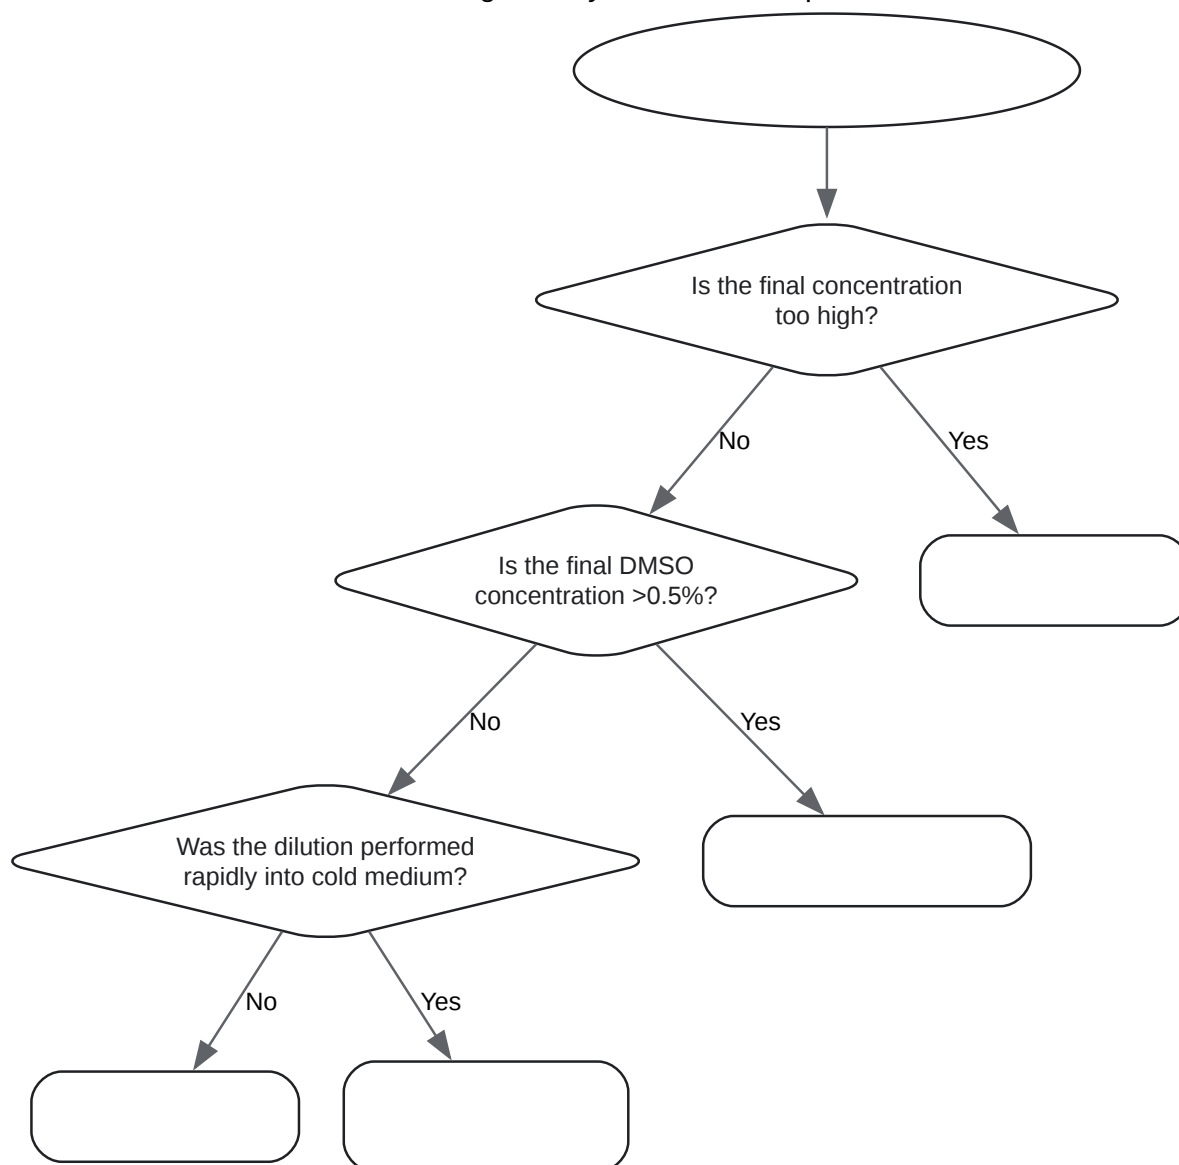 Is the final concentration
too high?
No
Yes
Is the final DMSO
concentration >0.5%?
No
Yes
Was the dilution performed
rapidly into cold medium?
No
Yes